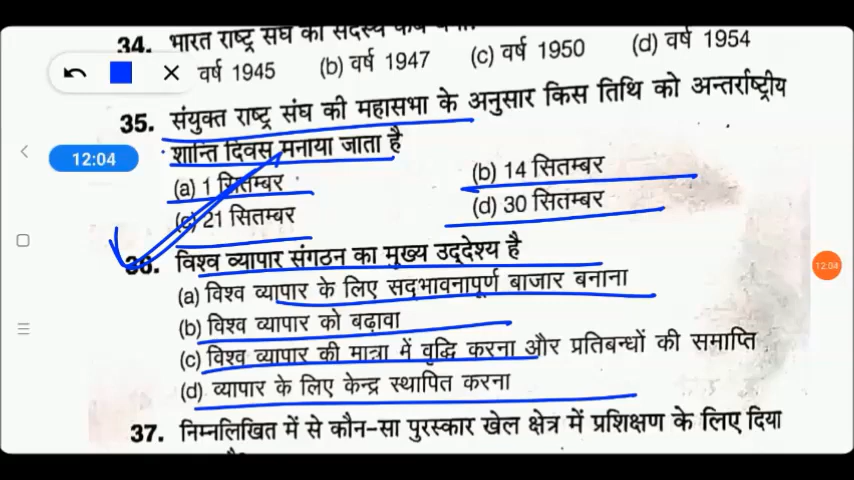 34. भारत राष्ट्र संघ का सदस्य कब
वर्ष 1945 (b) वर्ष 1947 (c) वर्ष 1950 (d) वर्ष 1954
35. संयुक्त राष्ट्र संघ की महासभा के अनुसार किस तिथि को अन्तर्राष्ट्रीय
शान्ति दिवस मनाया जाता है
12:04
(a) 1 सितम्बर (b) 14 सितम्बर
(c) 21 सितम्बर (d) 30 सितम्बर
36. विश्व व्यापार संगठन का मुख्य उद्देश्य है
12:04
(a) विश्व व्यापार के लिए सद्भावनापूर्ण बाजार बनाना
(b) विश्व व्यापार को बढ़ावा
(c) विश्व व्यापार की मात्रा में वृद्धि करना और प्रतिबन्धों की समाप्ति
(d) व्यापार के लिए केन्द्र स्थापित करना
37. निम्नलिखित में से कौन-सा पुरस्कार खेल क्षेत्र में प्रशिक्षण के लिए दिया